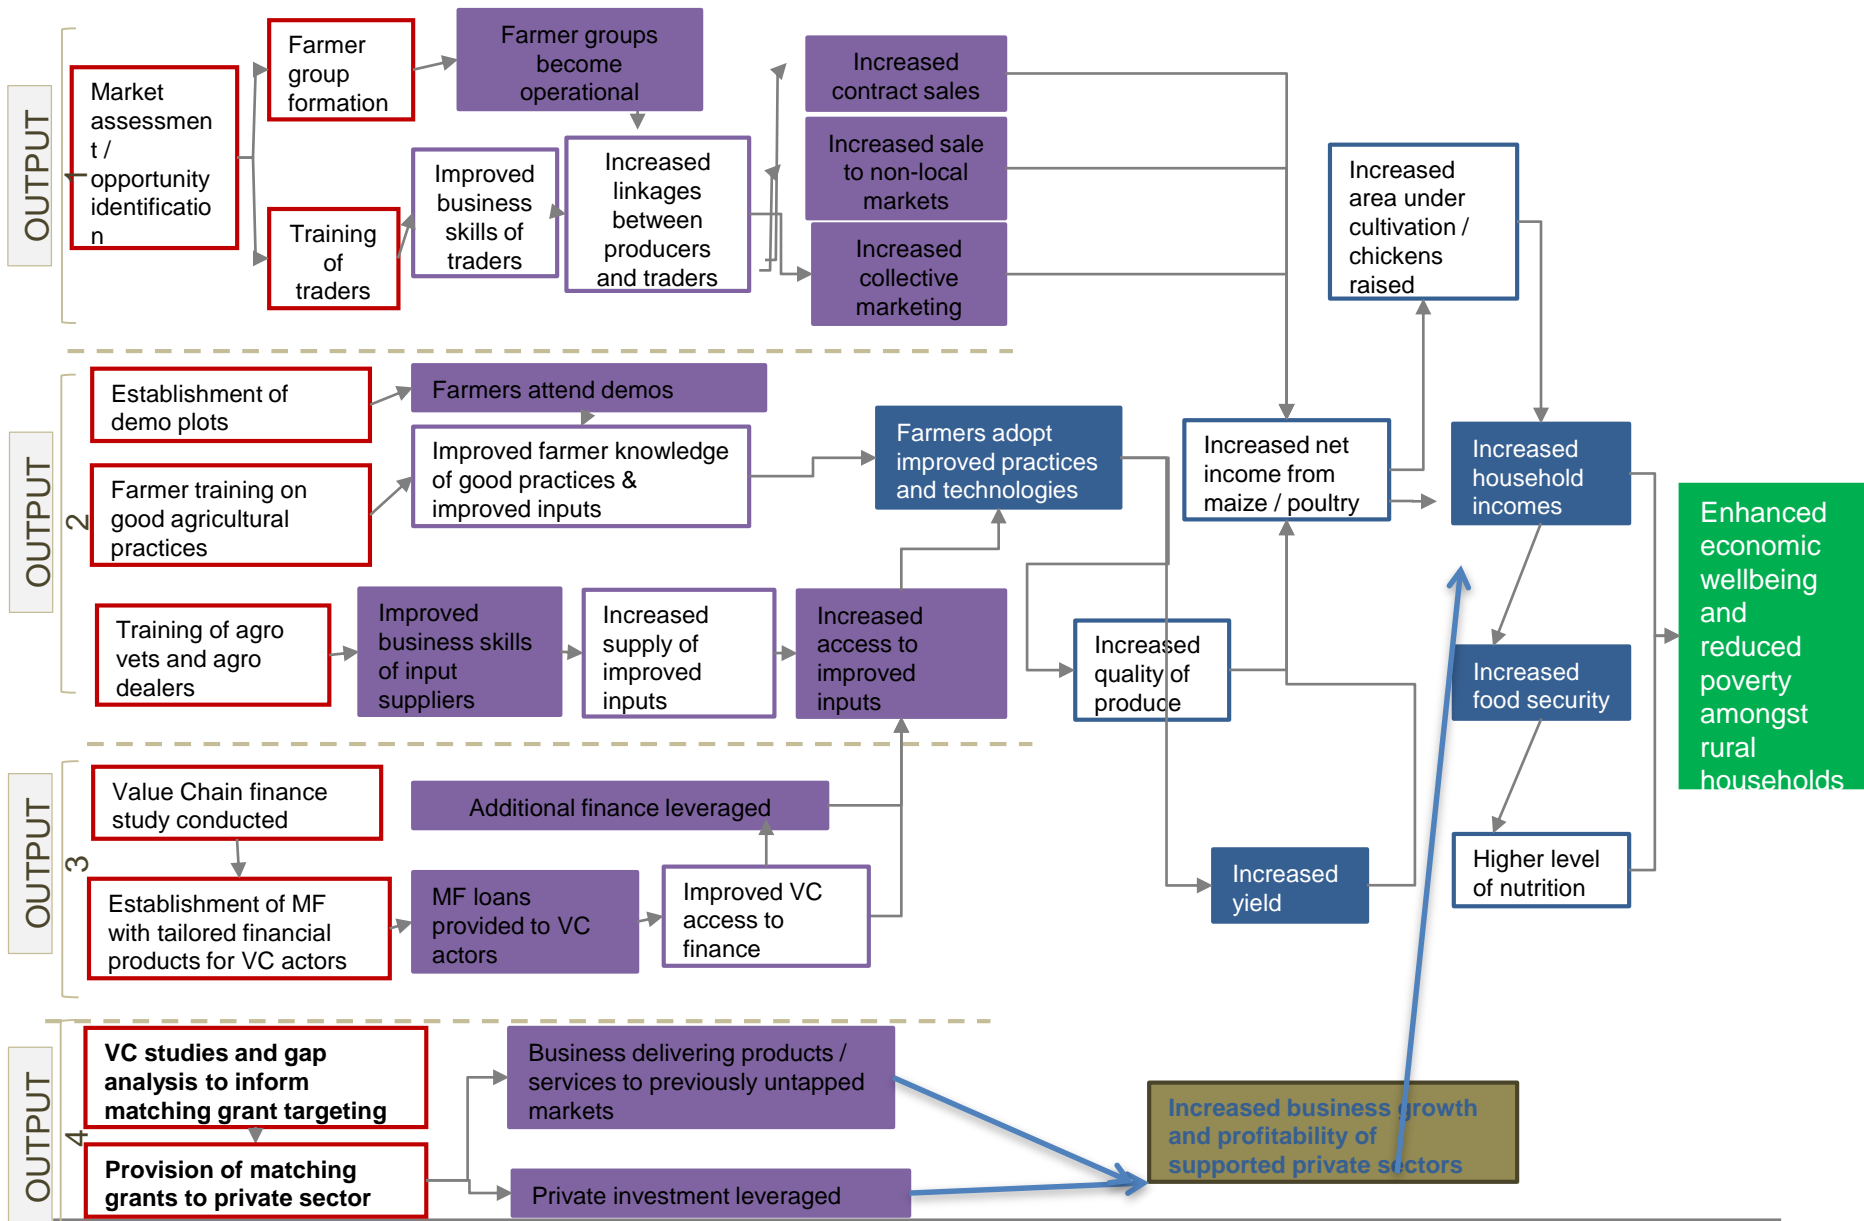 OUTPUT
1
Market
assessmen
t /
opportunity
identificatio
n
Farmer
group
formation
Training
of
traders
Farmer groups
become
operational
Improved
business
skills of
traders
Increased
linkages
between
producers
and traders
Increased
contract sales
Increased sale
to non-local
markets
Increased
collective
marketing
Increased
area under
cultivation /
chickens
raised
OUTPUT
2
Establishment of
demo plots
Farmers attend demos
Farmer training on
good agricultural
practices
Improved farmer knowledge
of good practices &
improved inputs
Farmers adopt
improved practices
and technologies
Increased net
income from
maize / poultry
Increased
household
incomes
Training of agro
vets and agro
dealers
Improved
business skills
of input
suppliers
Increased
supply of
improved
inputs
Increased
access to
improved
inputs
Increased
quality of
produce
Increased
food security
Enhanced
economic
wellbeing
and
reduced
poverty
amongst
rural
households
OUTPUT
3
Value Chain finance
study conducted
Additional finance leveraged
Establishment of MF
with tailored financial
products for VC actors
MF loans
provided to VC
actors
Improved VC
access to
finance
Increased
yield
Higher level
of nutrition
OUTPUT
4
VC studies and gap
analysis to inform
matching grant targeting
Provision of matching
grants to private sector
Business delivering products /
services to previously untapped
markets
Private investment leveraged
Increased business growth
and profitability of
supported private sectors